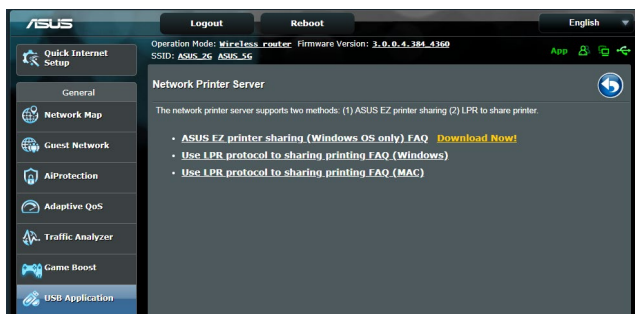 ASUS
Logout
Reboot
English
Operation Mode: Wireless router Firmware Version: 3.0.0.4.384_4360
SSID: ASUS_2G ASUS_5G
App
Quick Internet
Setup
General
Network Map
Guest Network
AiProtection
Adaptive QoS
Traffic Analyzer
Game Boost
USB Application
Network Printer Server
The network printer server supports two methods: (1) ASUS EZ printer sharing (2) LPR to share printer.
• ASUS EZ printer sharing (Windows OS only) FAQ Download Now!
• Use LPR protocol to sharing printing FAQ (Windows)
• Use LPR protocol to sharing printing FAQ (MAC)